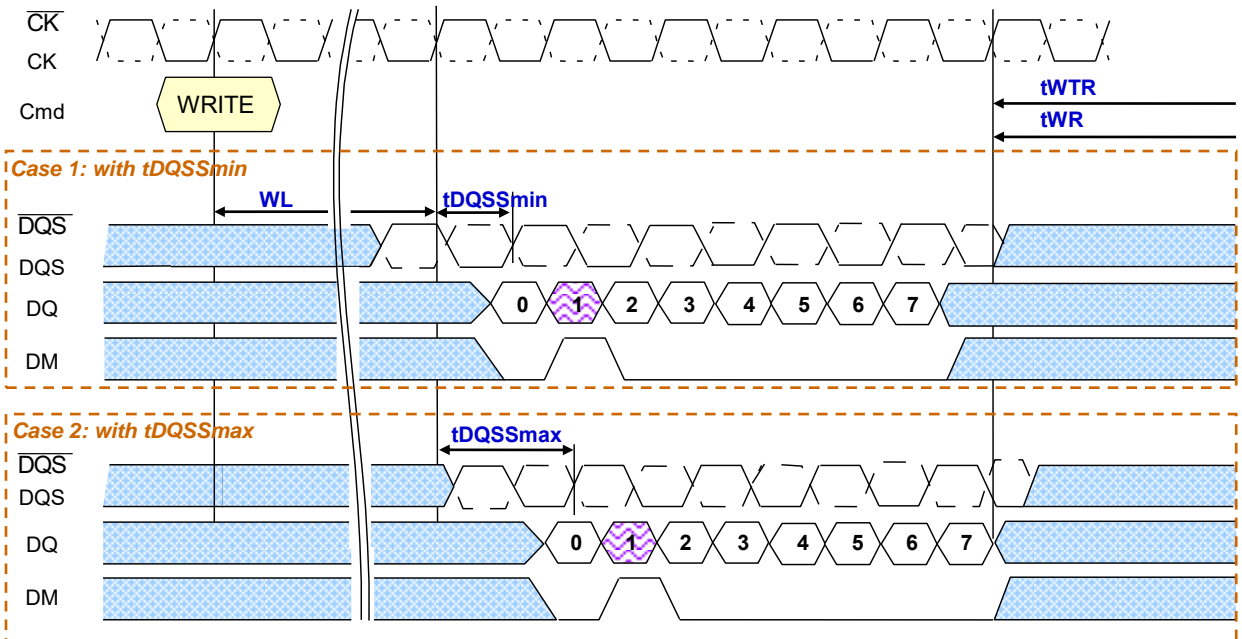 CK
CK
Cmd
WRITE
tWTR
tWR
Case 1: with tDQSSmin
WL
tDQSSmin
DQS
DQS
DQ
0 1 2 3 4 5 6 7
DM
Case 2: with tDQSSmax
tDQSSmax
DQS
DQS
DQ
0 1 2 3 4 5 6 7
DM